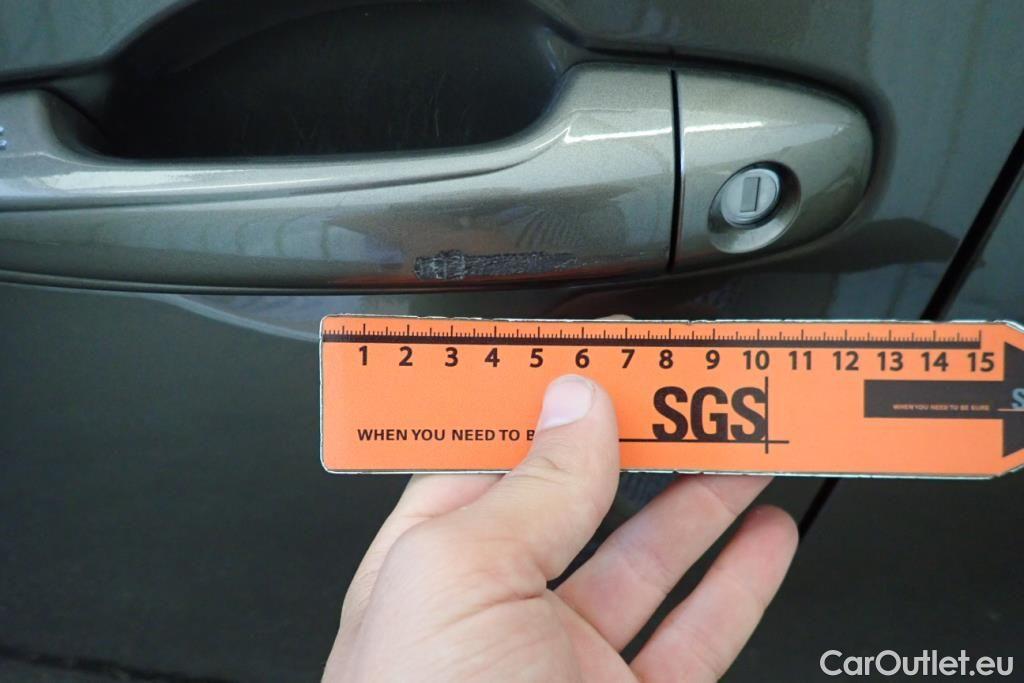 1 2 3 4 5 6 7 8 9 10 11 12 13 14 15
SGS
WHEN YOU NEED TO BE SURE
WHEN YOU NEED TO B
CarOutlet.eu